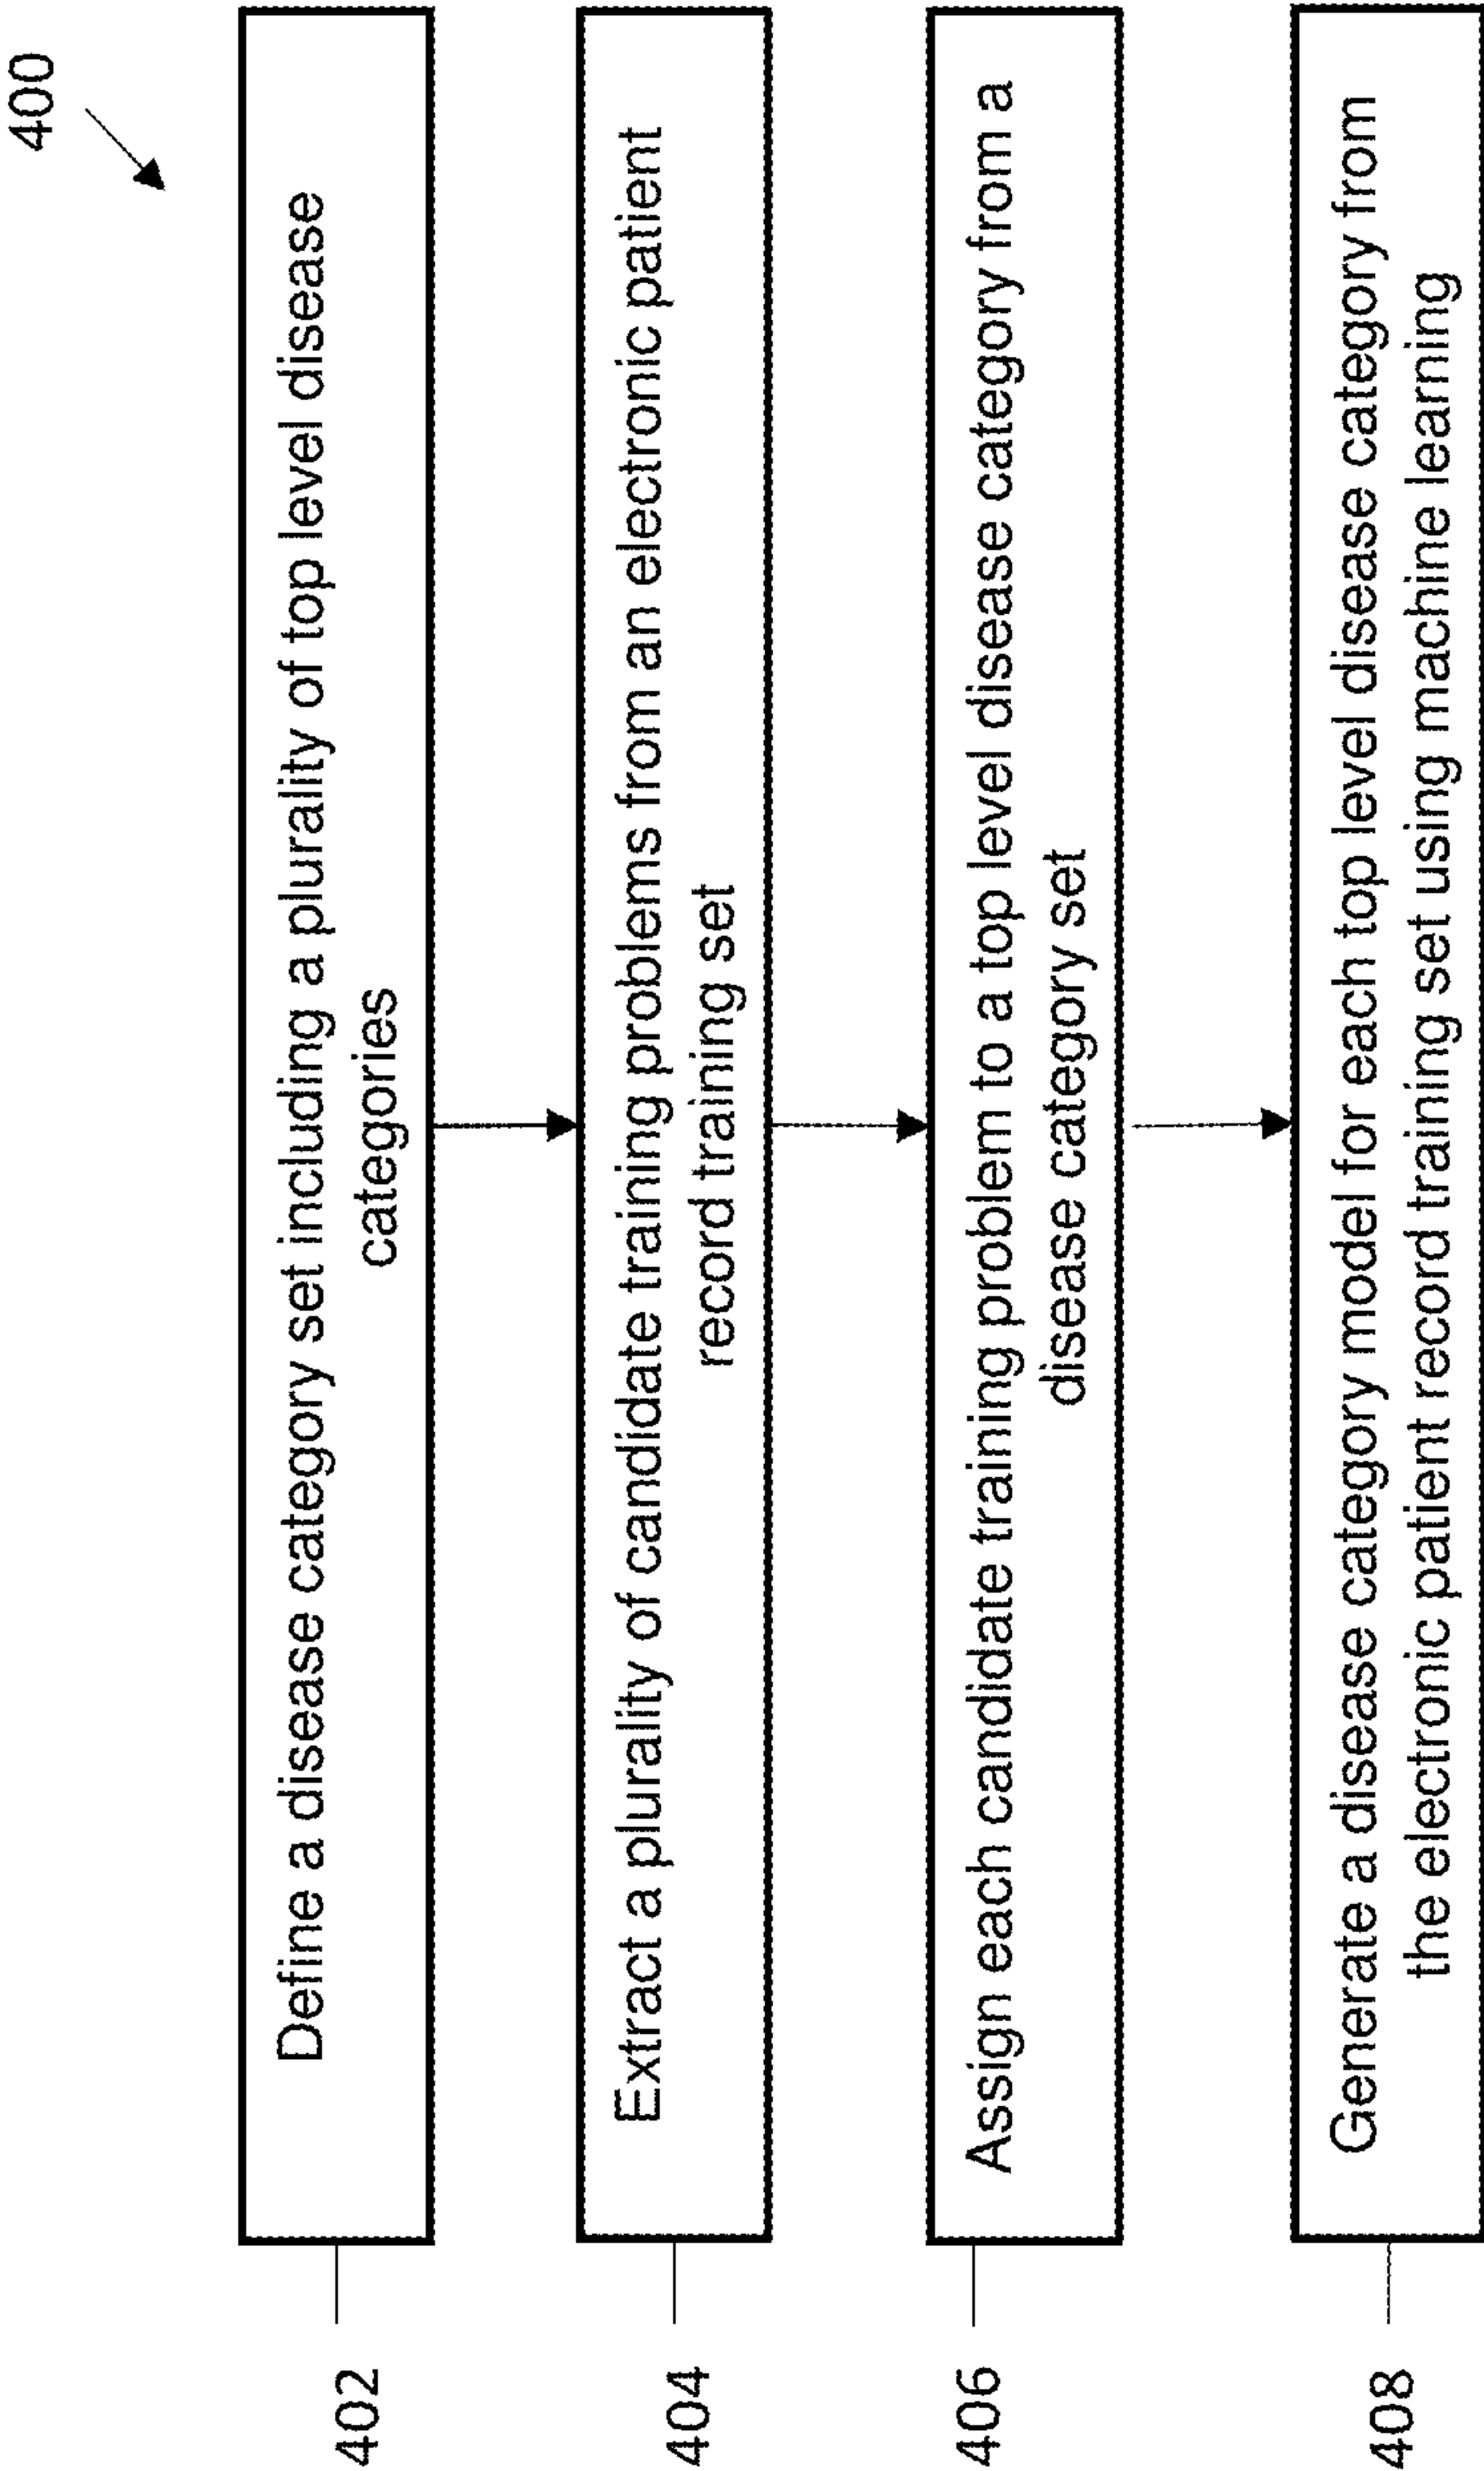 400
402
Define a disease category set including a plurality of top level disease
categories
404
Extract a plurality of candidate training problems from an electronic patient
record training set
406
Assign each candidate training problem to a top level disease category from a
disease category set
408
Generate a disease category model for each top level disease category from
the electronic patient record training set using machine learning